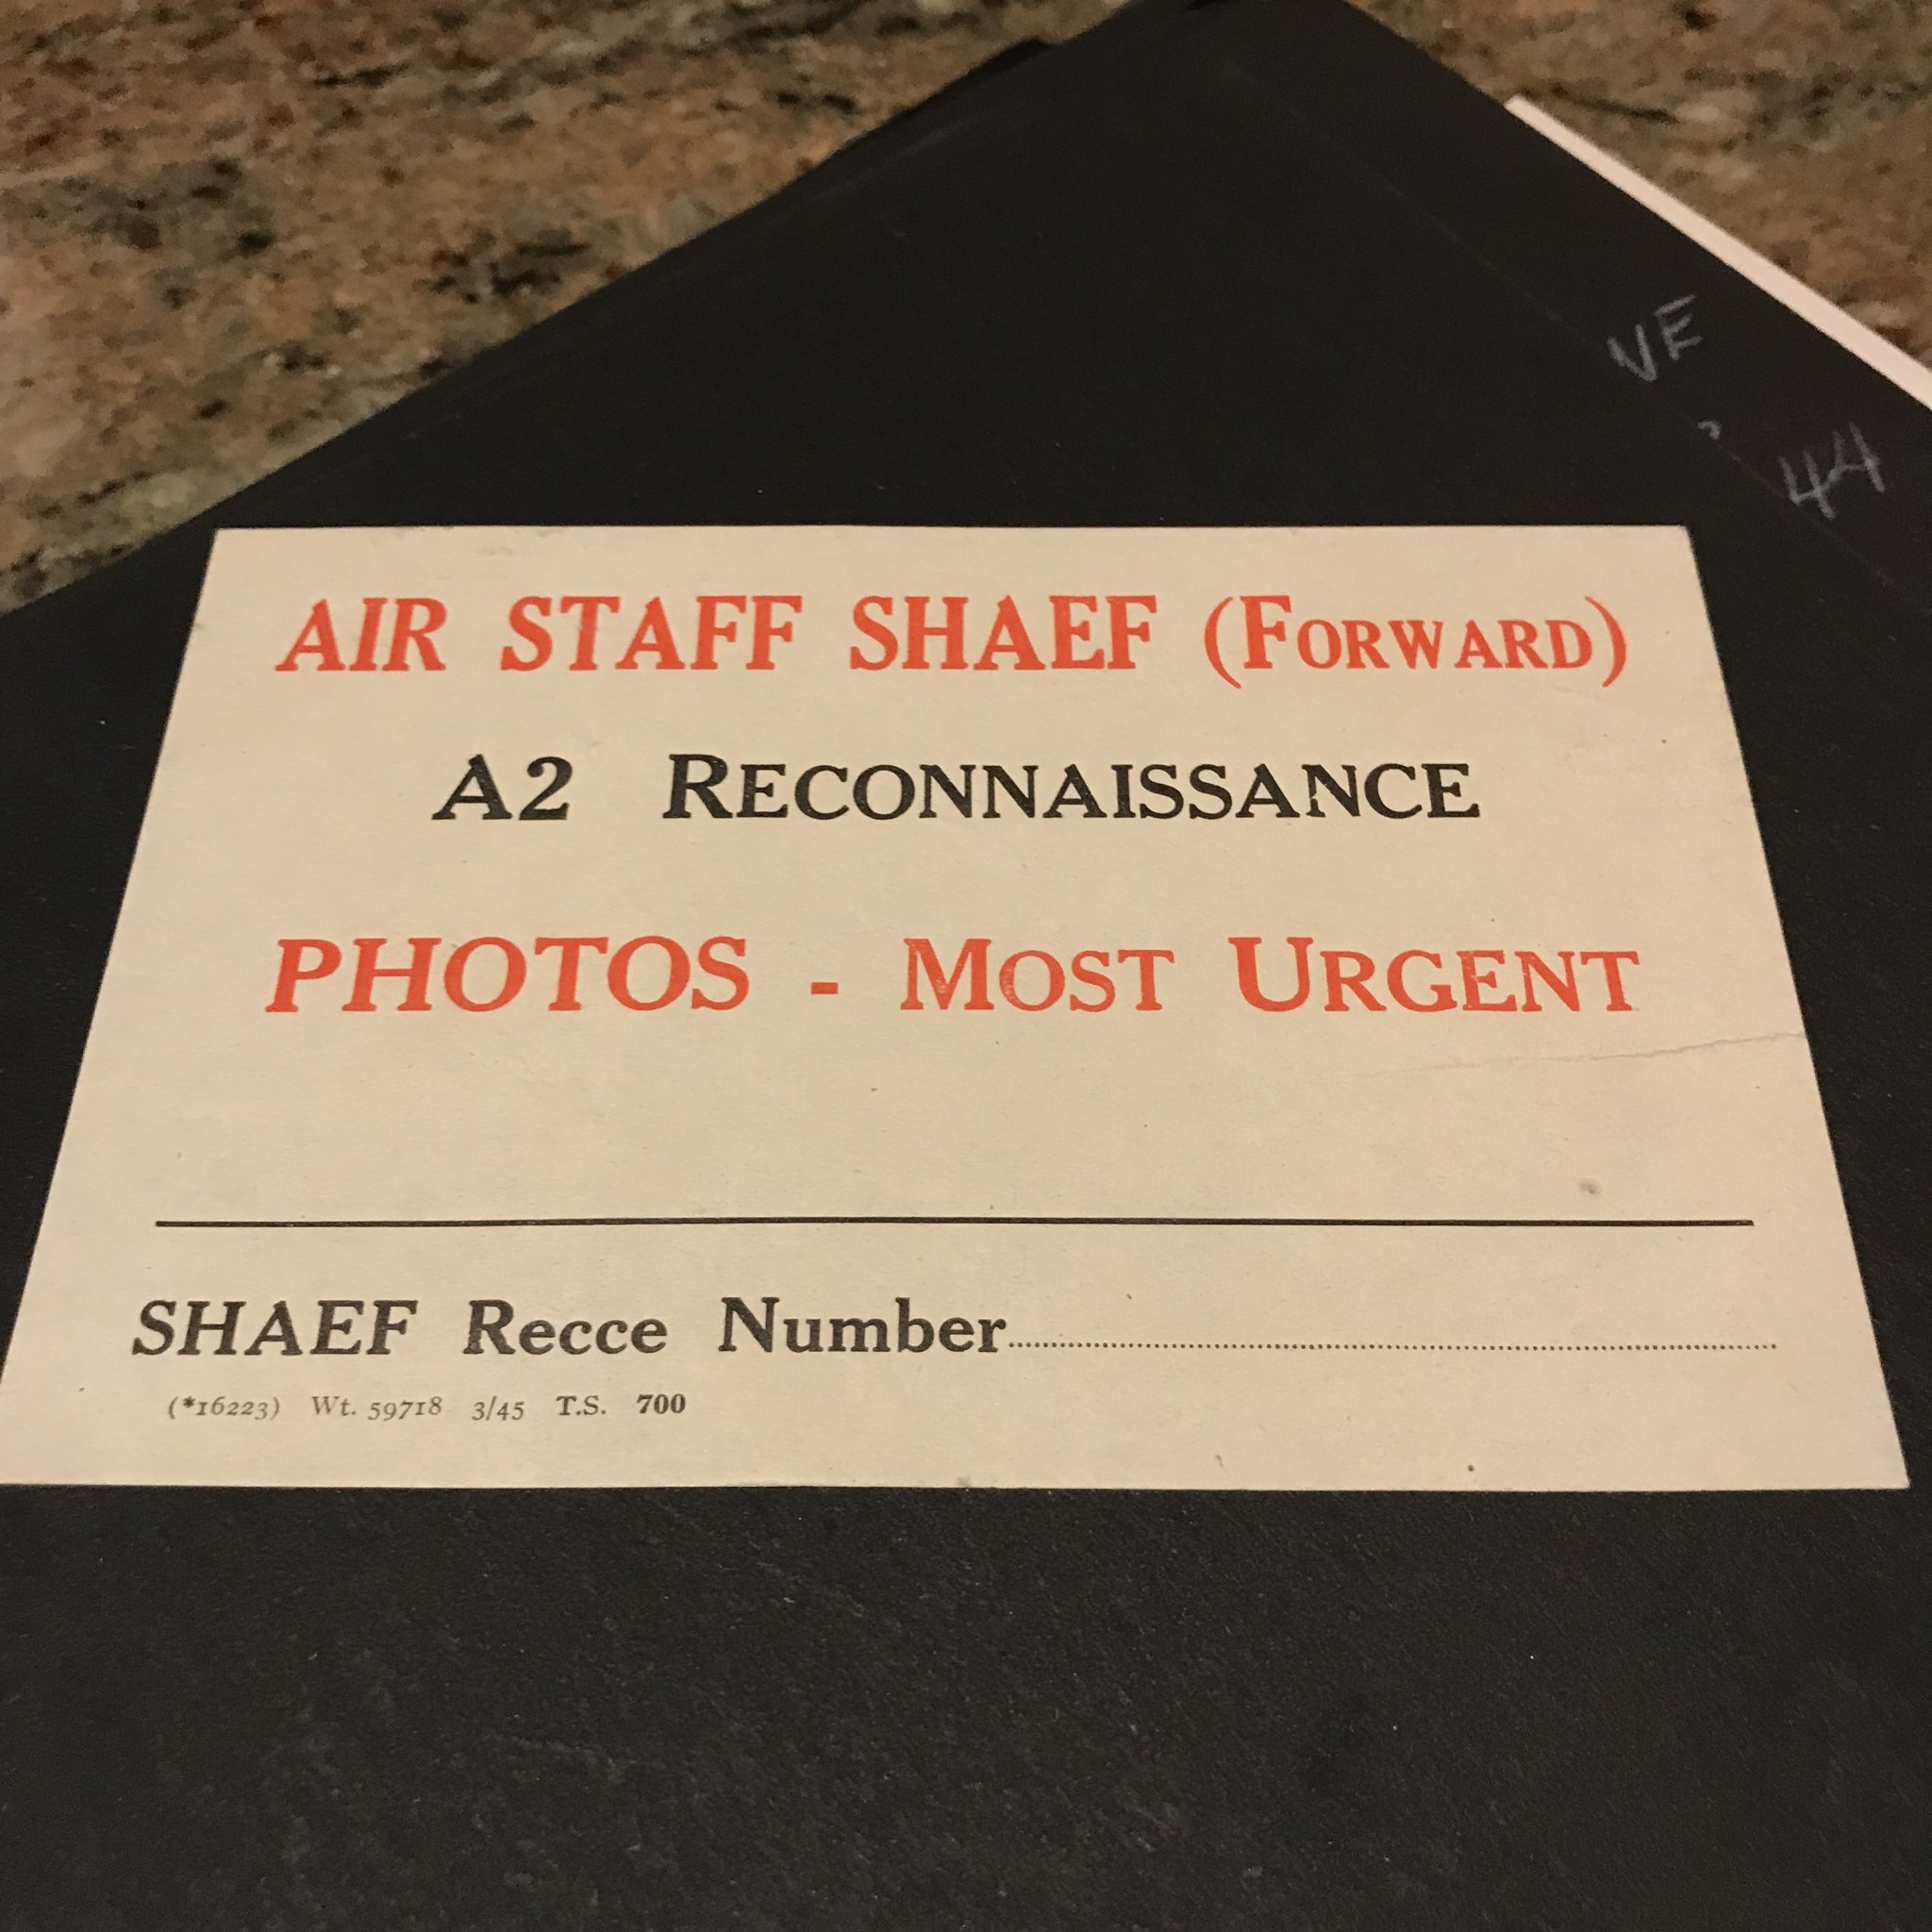 VE
? 44
AIR STAFF SHAEF (FORWARD)
A2 RECONNAISSANCE
PHOTOS - MOST URGENT
SHAEF Recce Number
(*16223) Wt. 59718 3/45 T.S. 700